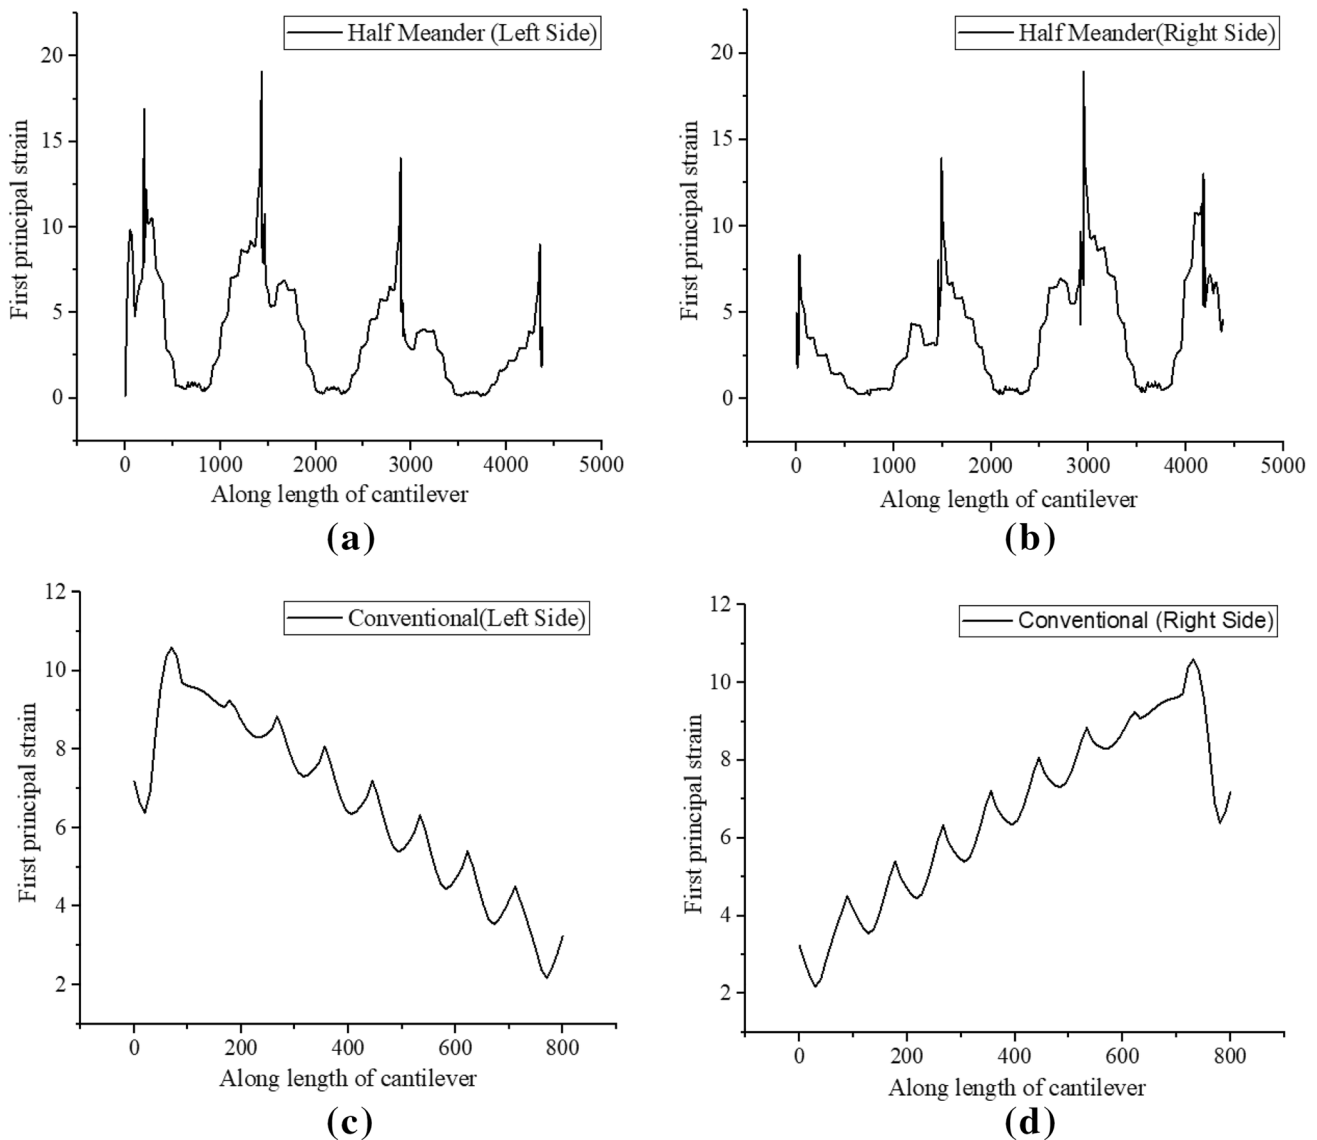 Half Meander (Left Side)
First principal strain
20
15
10
5
0
0 1000 2000 3000 4000 5000
Along length of cantilever
(a)
Half Meander(Right Side)
First principal strain
20
15
10
5
0
0 1000 2000 3000 4000 5000
Along length of cantilever
(b)
Conventional(Left Side)
First principal strain
12
10
8
6
4
2
0 200 400 600 800
Along length of cantilever
(c)
Conventional (Right Side)
First principal strain
12
10
8
6
4
2
0 200 400 600 800
Along length of cantilever
(d)